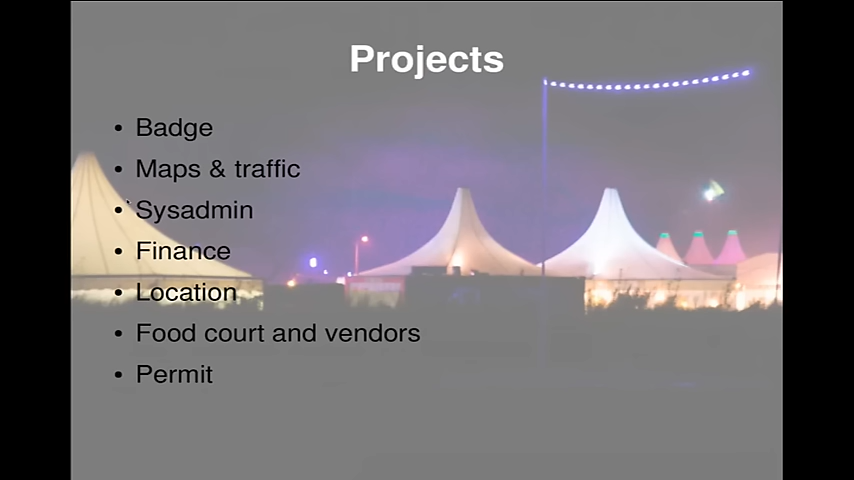 Projects
• Badge
• Maps & traffic
• Sysadmin
• Finance
• Location
• Food court and vendors
• Permit